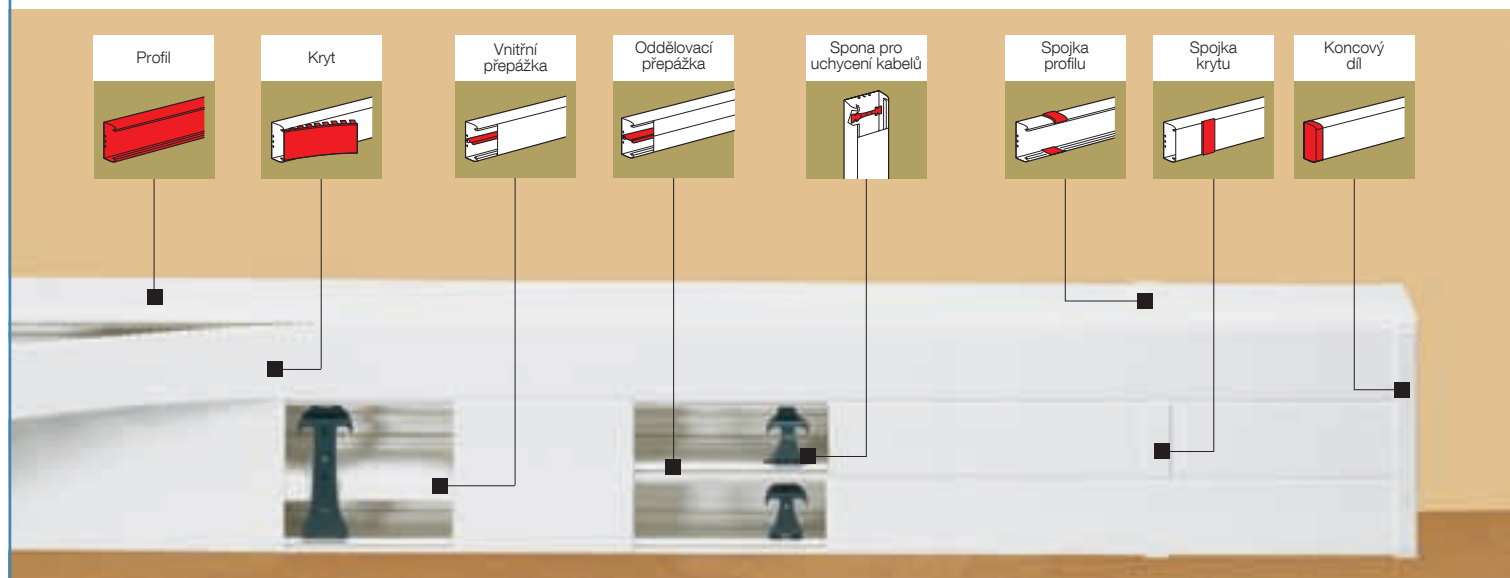 Profil
Kryt
Vnitřní
přepážka
Oddělovací
přepážka
Spona pro
uchycení kabelů
Spojka
profilu
Spojka
krytu
Koncový
díl